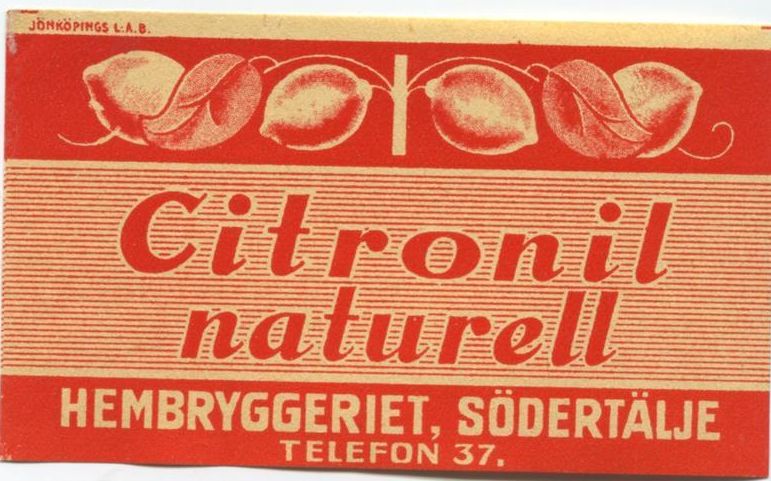 JÖNKÖPINGS L.A.B.
Citronil
naturell
HEMBRYGGERIET, SÖDERTÄLJE
TELEFON 37.